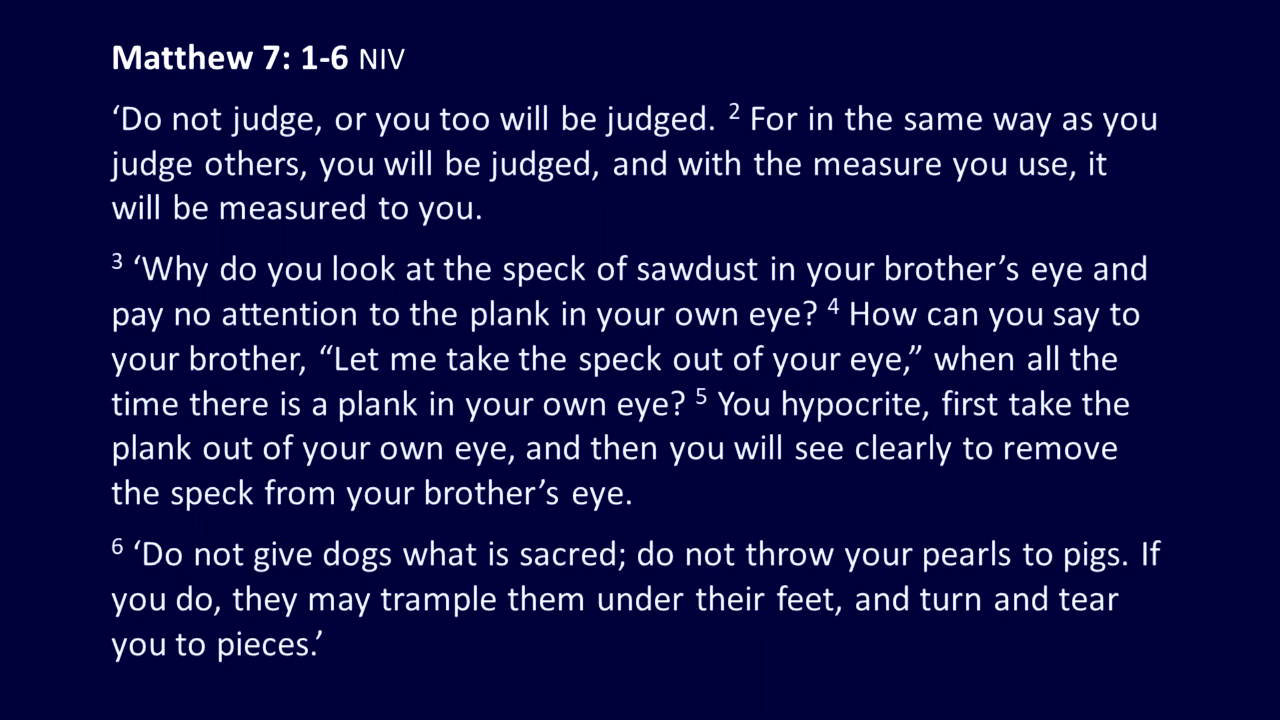 Matthew 7: 1-6 NIV
‘Do not judge, or you too will be judged. ² For in the same way as you
judge others, you will be judged, and with the measure you use, it
will be measured to you.
³ ‘Why do you look at the speck of sawdust in your brother’s eye and
pay no attention to the plank in your own eye? ⁴ How can you say to
your brother, “Let me take the speck out of your eye,” when all the
time there is a plank in your own eye? ⁵ You hypocrite, first take the
plank out of your own eye, and then you will see clearly to remove
the speck from your brother’s eye.
⁶ ‘Do not give dogs what is sacred; do not throw your pearls to pigs. If
you do, they may trample them under their feet, and turn and tear
you to pieces.’